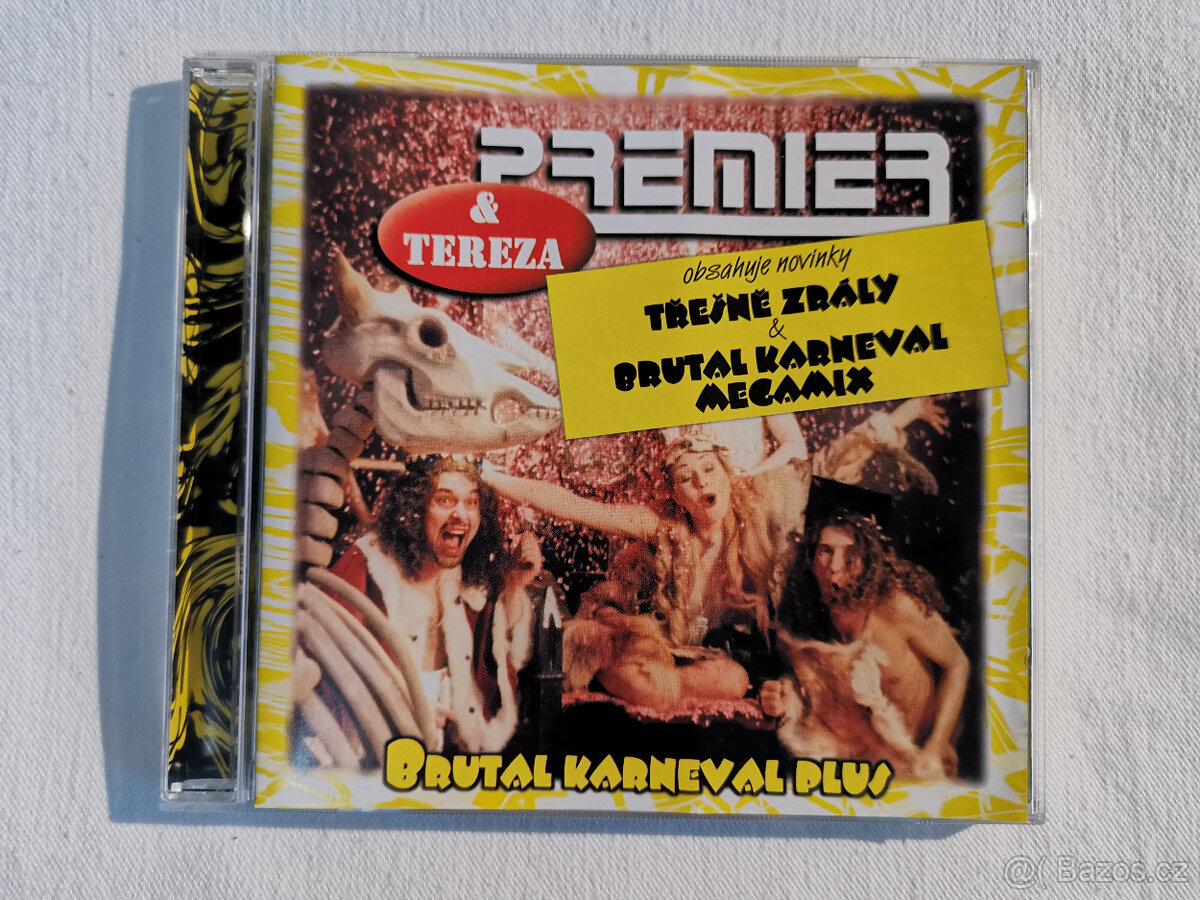 PREMIER
& 
TEREZA
obsahuje novinky
TŘEŠNĚ ZRÁLY
&
BRUTAL KARNEVAL
MEGAMIX
BRUTAL KARNEVAL PLUS
@( Bazos.cz